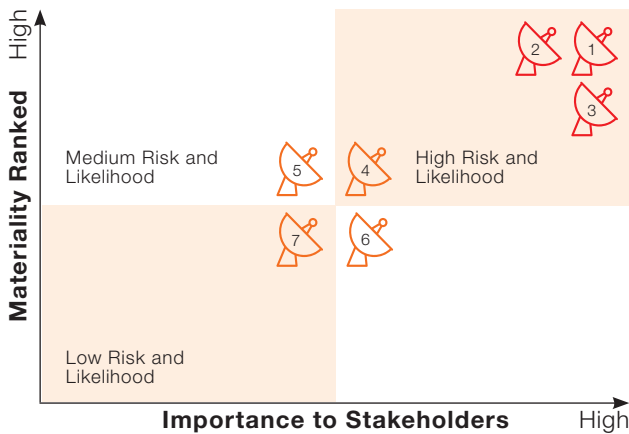 High
Materiality Ranked
2
1
3
Medium Risk and
Likelihood
5
4
High Risk and
Likelihood
7
6
Low Risk and
Likelihood
Importance to Stakeholders
High